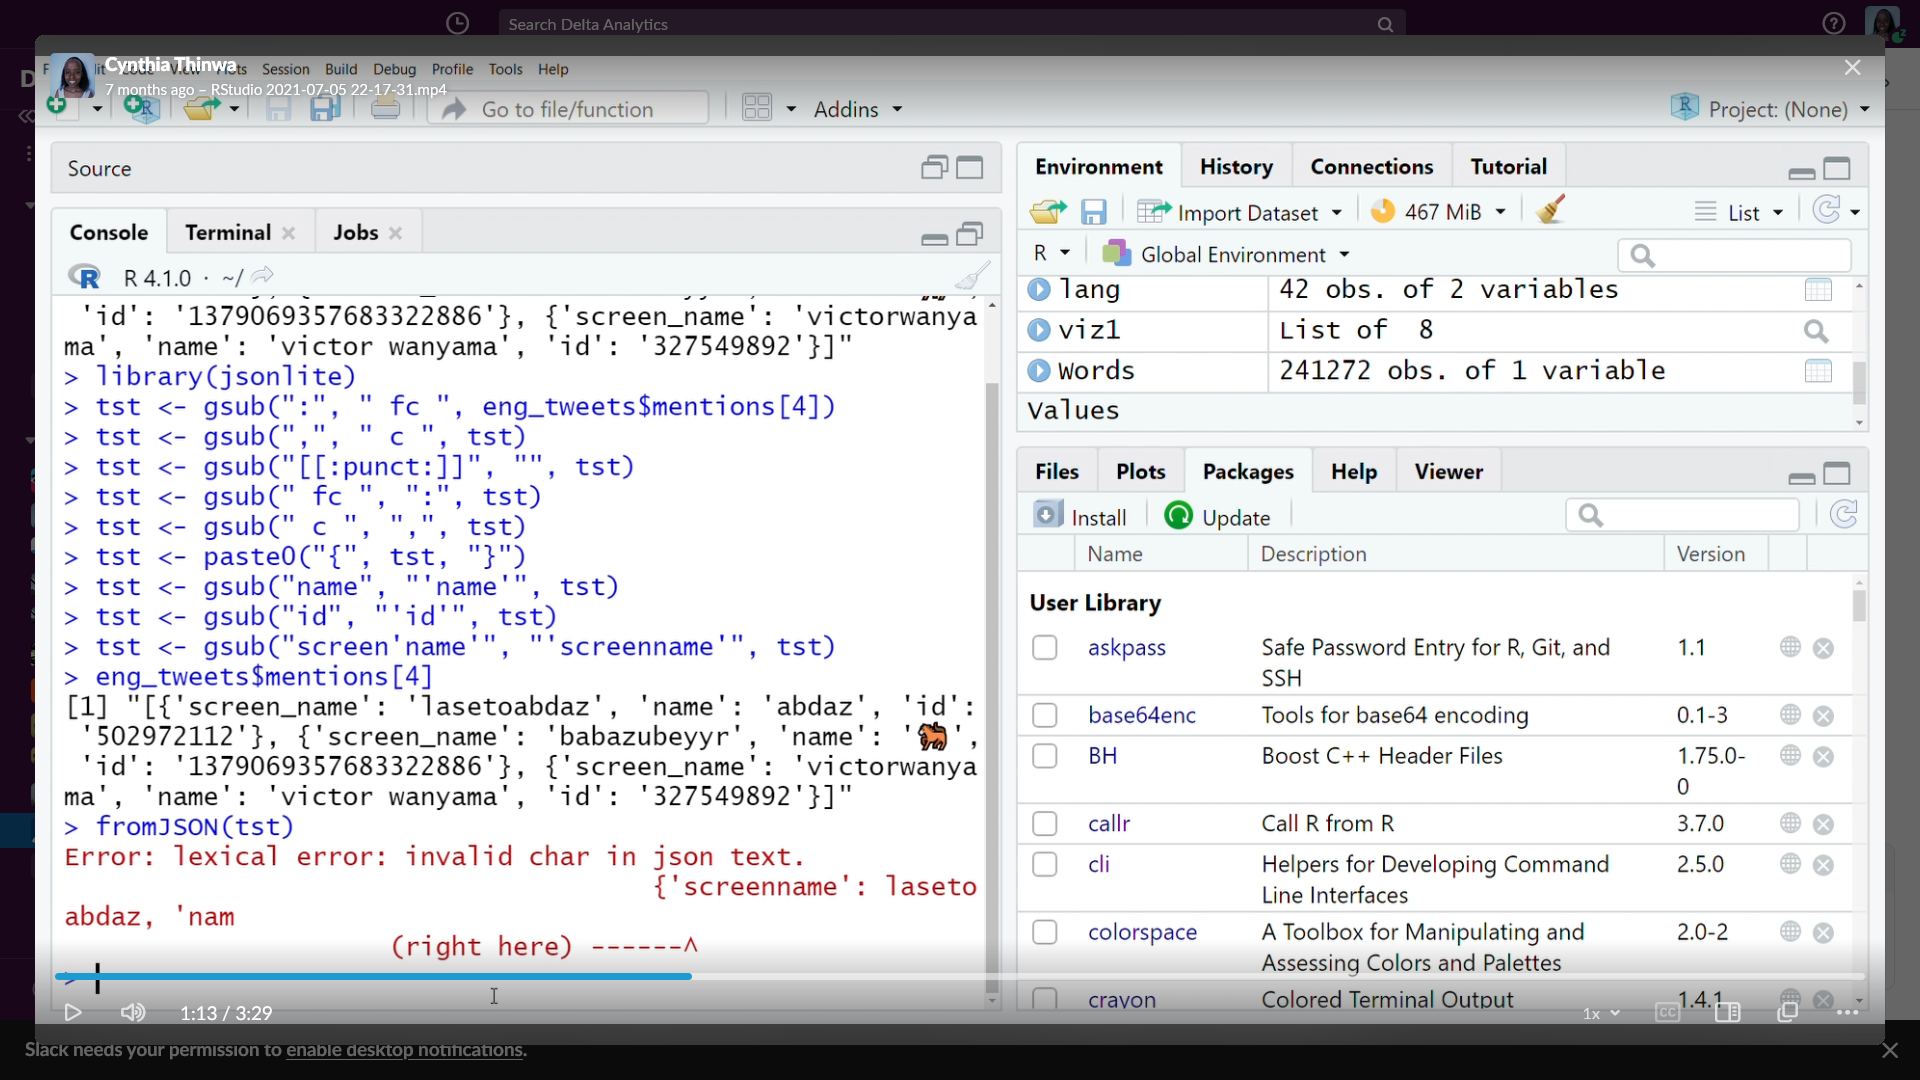 Search Delta Analytics
Cynthia Thinwa
7 months ago – RStudio 2021-07-05 22-17-31.mp4
Session Build Debug Profile Tools Help
Go to file/function
Addins
Project: (None)
Source
Console Terminal Jobs
R 4.1.0 · ~/
'id': '1379069357683322886'}, {'screen_name': 'victorwanya
ma', 'name': 'victor wanyama', 'id': '327549892'}]"
> library(jsonlite)
> tst <- gsub(":", " fc ", eng_tweets$mentions[4])
> tst <- gsub(",", " c ", tst)
> tst <- gsub("[[:punct:]]", "", tst)
> tst <- gsub(" fc ", ":", tst)
> tst <- gsub(" c ", ",", tst)
> tst <- paste0("{", tst, "}")
> tst <- gsub("name", "'name'", tst)
> tst <- gsub("id", "'id'", tst)
> tst <- gsub("screen'name'", "'screenname'", tst)
> eng_tweets$mentions[4]
[1] "[{'screen_name': 'lasetoabdaz', 'name': 'abdaz', 'id':
'502972112'}, {'screen_name': 'babazubeyyr', 'name': '🐂',
'id': '1379069357683322886'}, {'screen_name': 'victorwanya
ma', 'name': 'victor wanyama', 'id': '327549892'}]"
> fromJSON(tst)
Error: lexical error: invalid char in json text.
{'screenname': laseto
abdaz, 'nam
(right here) ------^
>
1:13 / 3:29
Environment History Connections Tutorial
Import Dataset 467 MiB List
R Global Environment
lang 42 obs. of 2 variables
viz1 List of 8
Words 241272 obs. of 1 variable
Values
Files Plots Packages Help Viewer
Install Update
Name Description Version
User Library
askpass Safe Password Entry for R, Git, and 1.1
SSH
base64enc Tools for base64 encoding 0.1-3
BH Boost C++ Header Files 1.75.0-
0
callr Call R from R 3.7.0
cli Helpers for Developing Command 2.5.0
Line Interfaces
colorspace A Toolbox for Manipulating and 2.0-2
Assessing Colors and Palettes
crayon Colored Terminal Output 1.4.1
1x CC
Slack needs your permission to enable desktop notifications.